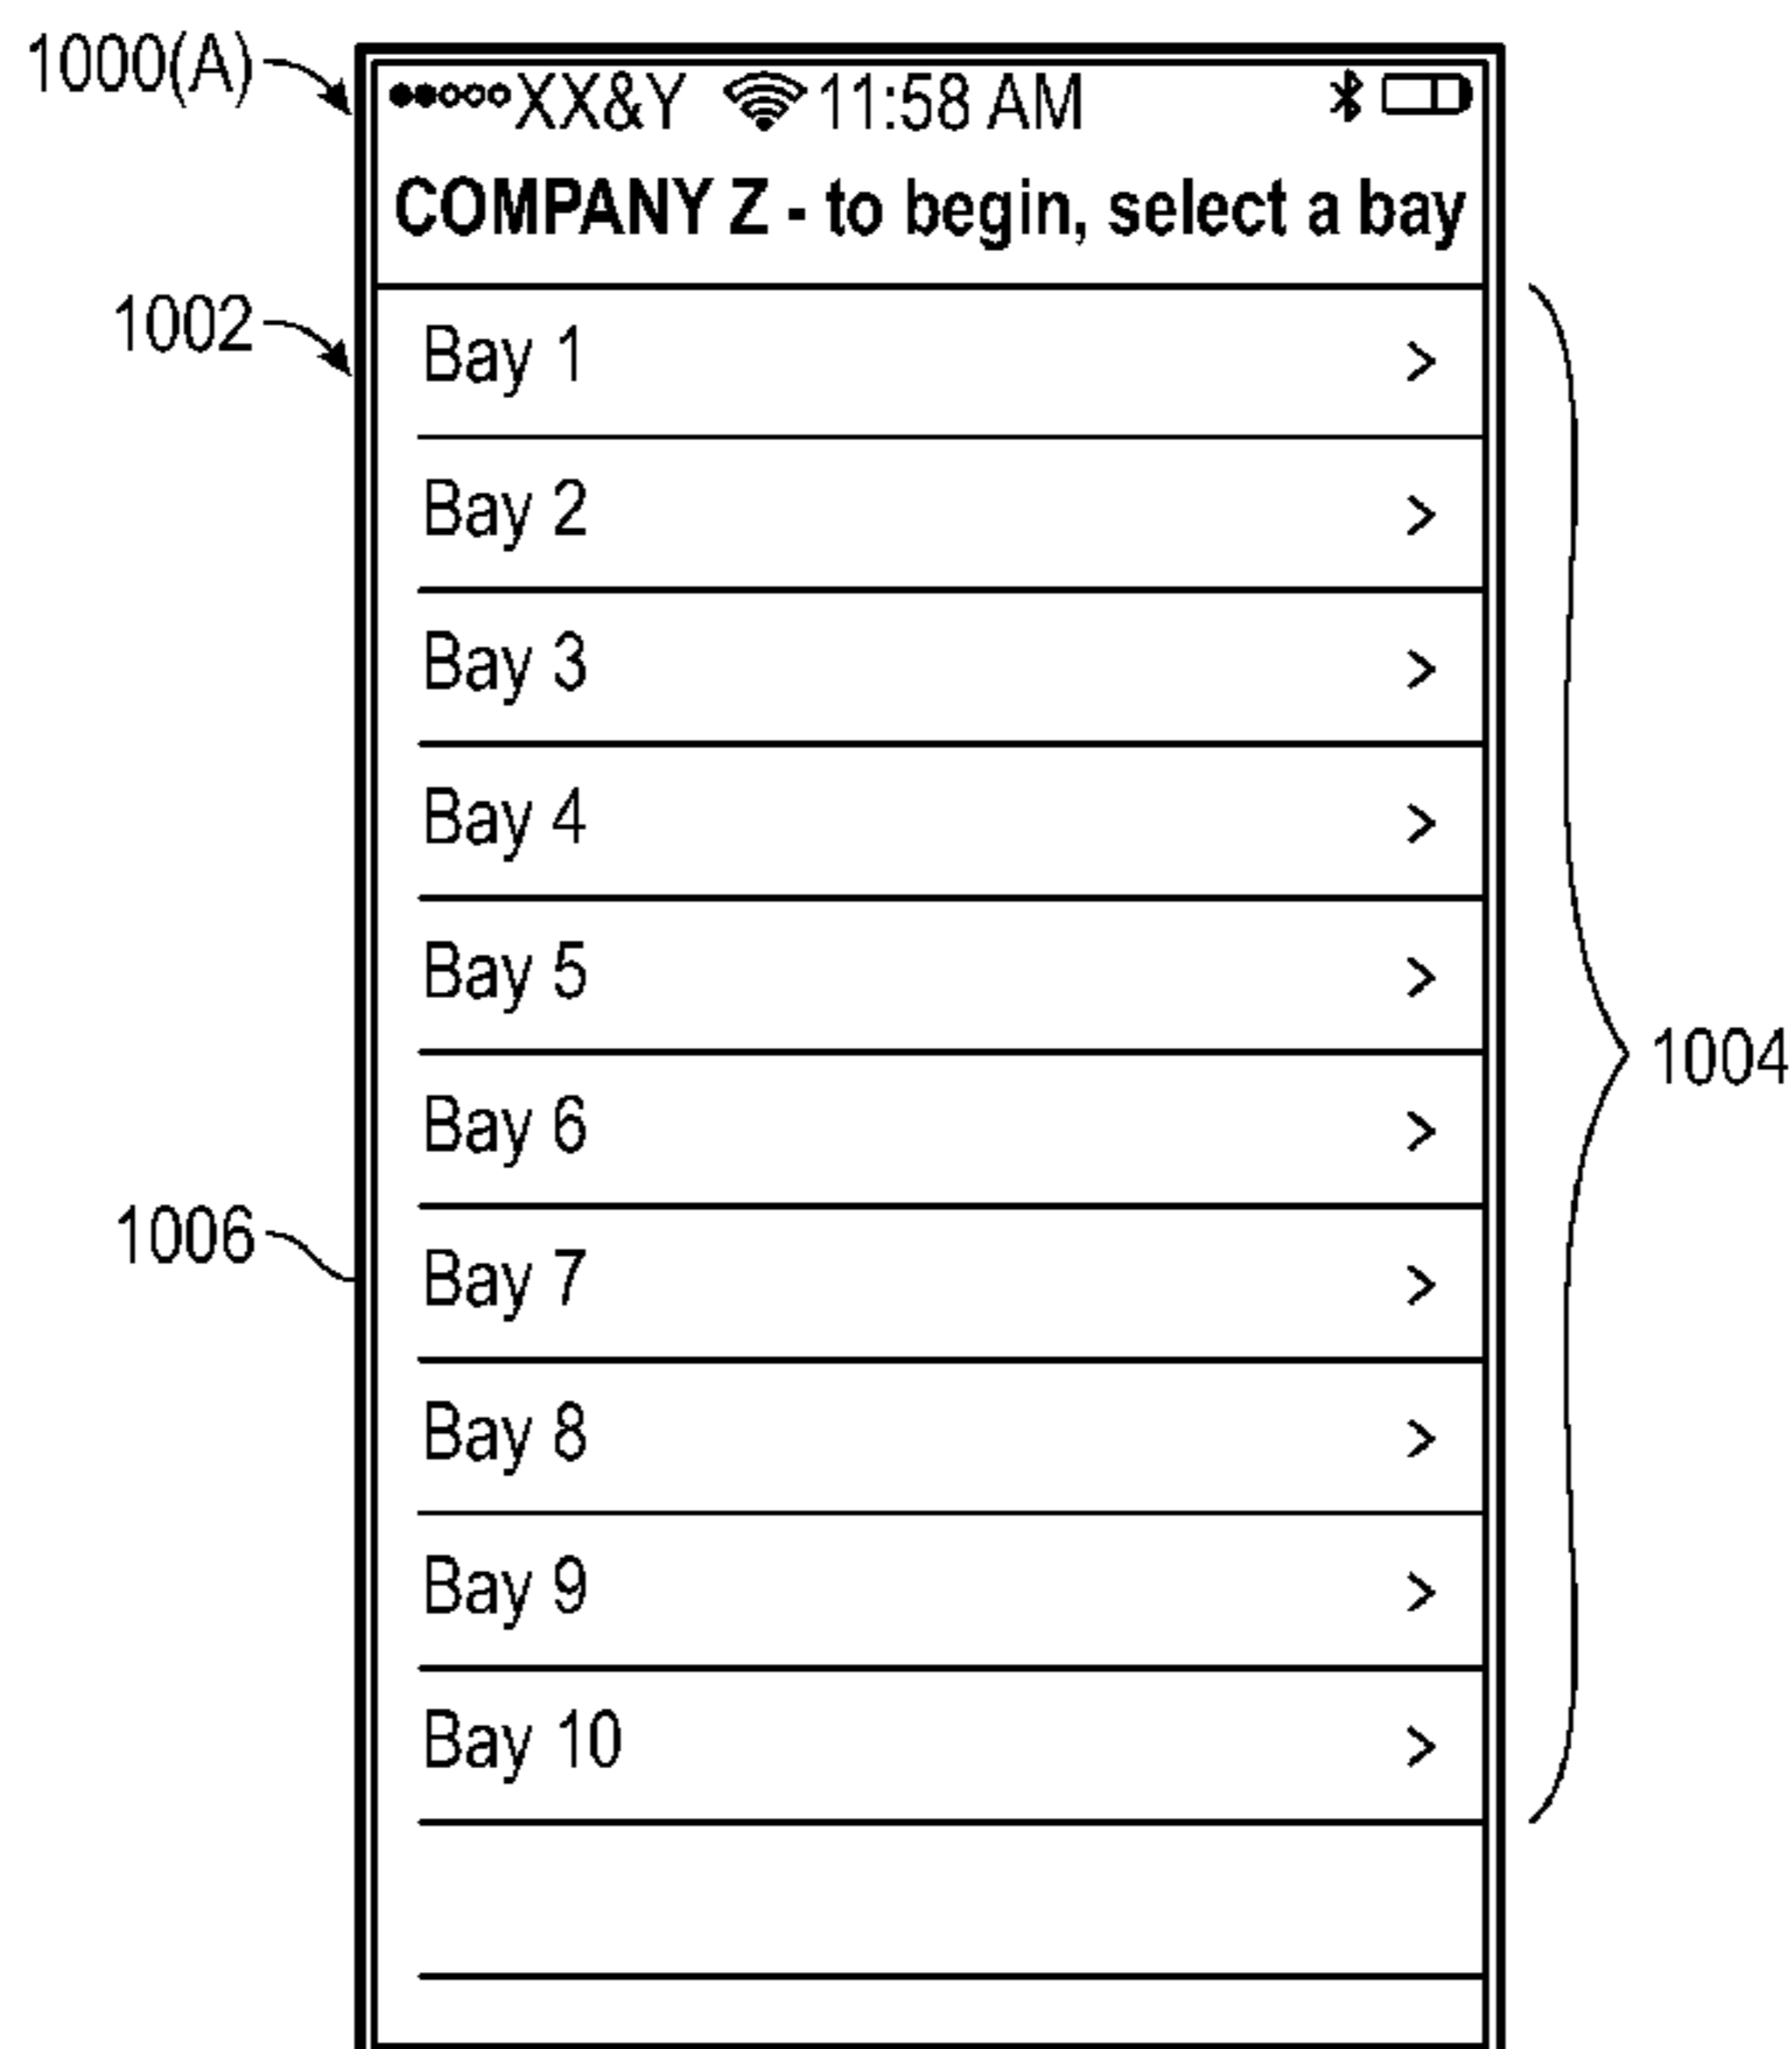 1000(A)
XX&Y 11:58 AM
COMPANY Z - to begin, select a bay
1002
Bay 1 >
Bay 2 >
Bay 3 >
Bay 4 >
Bay 5 >
Bay 6 >
1004
1006
Bay 7 >
Bay 8 >
Bay 9 >
Bay 10 >